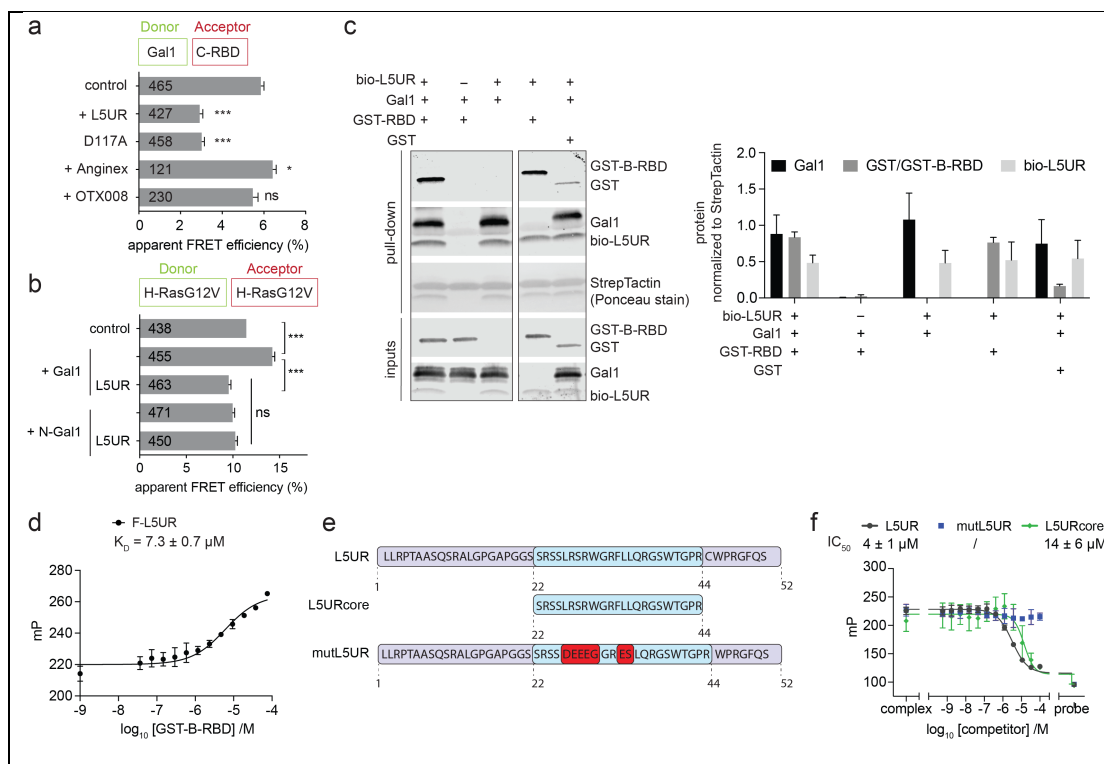 a
Donor Acceptor
Gal1 C-RBD
control 465
+ L5UR 427 ***
D117A 458 ***
+ Anginex 121 *
+ OTX008 230 ns
0 2 4 6 8
apparent FRET efficiency (%)
b
Donor Acceptor
H-RasG12V H-RasG12V
control 438
***
+ Gal1 455
***
L5UR 463
ns
+ N-Gal1 471
L5UR 450
0 5 10 15
apparent FRET efficiency (%)
c
bio-L5UR + – + + +
Gal1 + + + +
GST-RBD + + +
GST +
pull-down
GST-B-RBD
GST
Gal1
bio-L5UR
StrepTactin
(Ponceau stain)
inputs
GST-B-RBD
GST
Gal1
bio-L5UR
Gal1 GST/GST-B-RBD bio-L5UR
protein
normalized to StrepTactin
2.0
1.5
1.0
0.5
0.0
bio-L5UR + – + + +
Gal1 + + + +
GST-RBD + + +
GST +
d
F-L5UR
KD = 7.3 ± 0.7 µM
mP
280
260
240
220
200
-9 -8 -7 -6 -5 -4
log10 [GST-B-RBD] /M
e
L5UR LLRPTAASQSRALGPGAPGGS SRSSLRSRWGRFLLQRGSWTGPR CWPRGFQS
1 22 44 52
L5URcore SRSSLRSRWGRFLLQRGSWTGPR
22 44
mutL5UR LLRPTAASQSRALGPGAPGGS SRSS DEEEG GR ES LQRGSWTGPR WPRGFQS
1 22 44 52
f
L5UR mutL5UR L5URcore
IC50 4 ± 1 µM / 14 ± 6 µM
mP
300
250
200
150
100
complex -9 -8 -7 -6 -5 -4 probe
log10 [competitor] /M